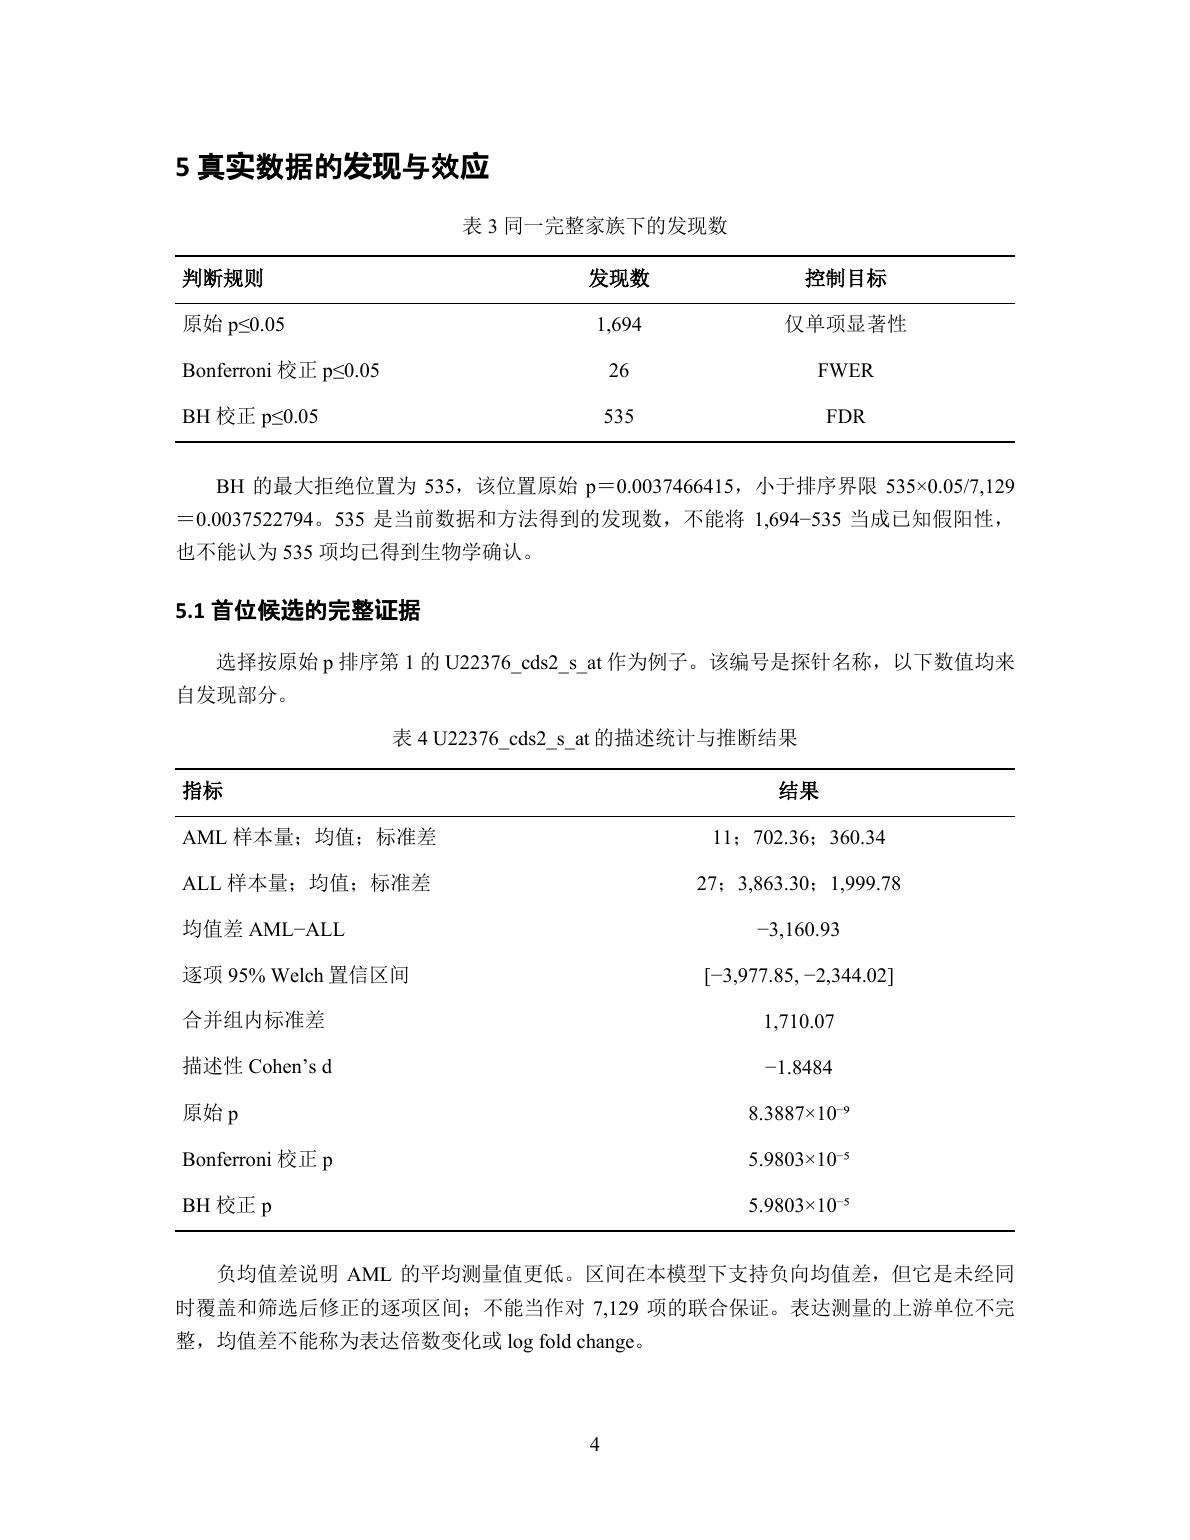 5 真实数据的发现与效应
表 3 同一完整家族下的发现数
判断规则 发现数 控制目标
原始 p≤0.05 1,694 仅单项显著性
Bonferroni 校正 p≤0.05 26 FWER
BH 校正 p≤0.05 535 FDR
BH 的最大拒绝位置为 535，该位置原始 p＝0.0037466415，小于排序界限 535×0.05/7,129
＝0.0037522794。535 是当前数据和方法得到的发现数，不能将 1,694−535 当成已知假阳性，
也不能认为 535 项均已得到生物学确认。
5.1 首位候选的完整证据
选择按原始 p 排序第 1 的 U22376_cds2_s_at 作为例子。该编号是探针名称，以下数值均来
自发现部分。
表 4 U22376_cds2_s_at 的描述统计与推断结果
指标 结果
AML 样本量；均值；标准差 11；702.36；360.34
ALL 样本量；均值；标准差 27；3,863.30；1,999.78
均值差 AML−ALL −3,160.93
逐项 95% Welch 置信区间 [−3,977.85, −2,344.02]
合并组内标准差 1,710.07
描述性 Cohen’s d −1.8484
原始 p 8.3887×10⁻⁹
Bonferroni 校正 p 5.9803×10⁻⁵
BH 校正 p 5.9803×10⁻⁵
负均值差说明 AML 的平均测量值更低。区间在本模型下支持负向均值差，但它是未经同
时覆盖和筛选后修正的逐项区间；不能当作对 7,129 项的联合保证。表达测量的上游单位不完
整，均值差不能称为表达倍数变化或 log fold change。
4